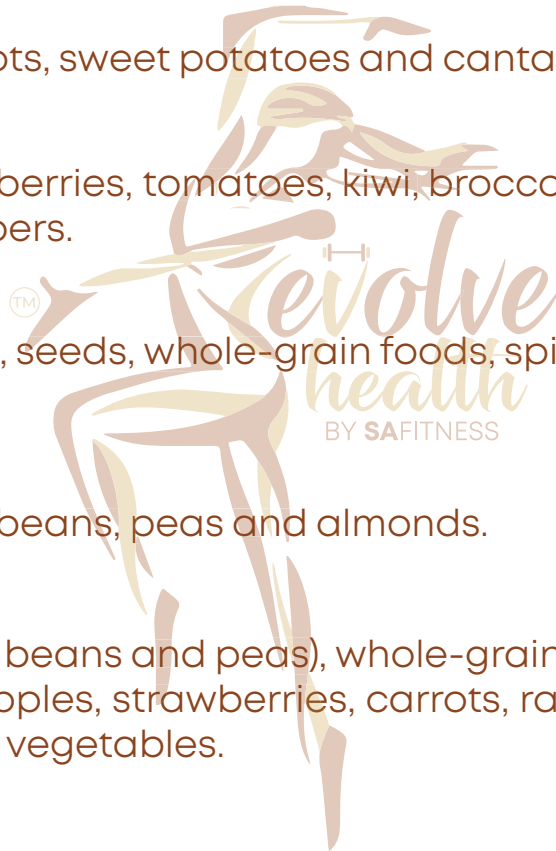 ots, sweet potatoes and canta
berries, tomatoes, kiwi, brocco
pers.
TM
evolve
, seeds, whole-grain foods, spi
health
BY SAFITNESS
beans, peas and almonds.
beans and peas), whole-grain
pples, strawberries, carrots, ra
vegetables.